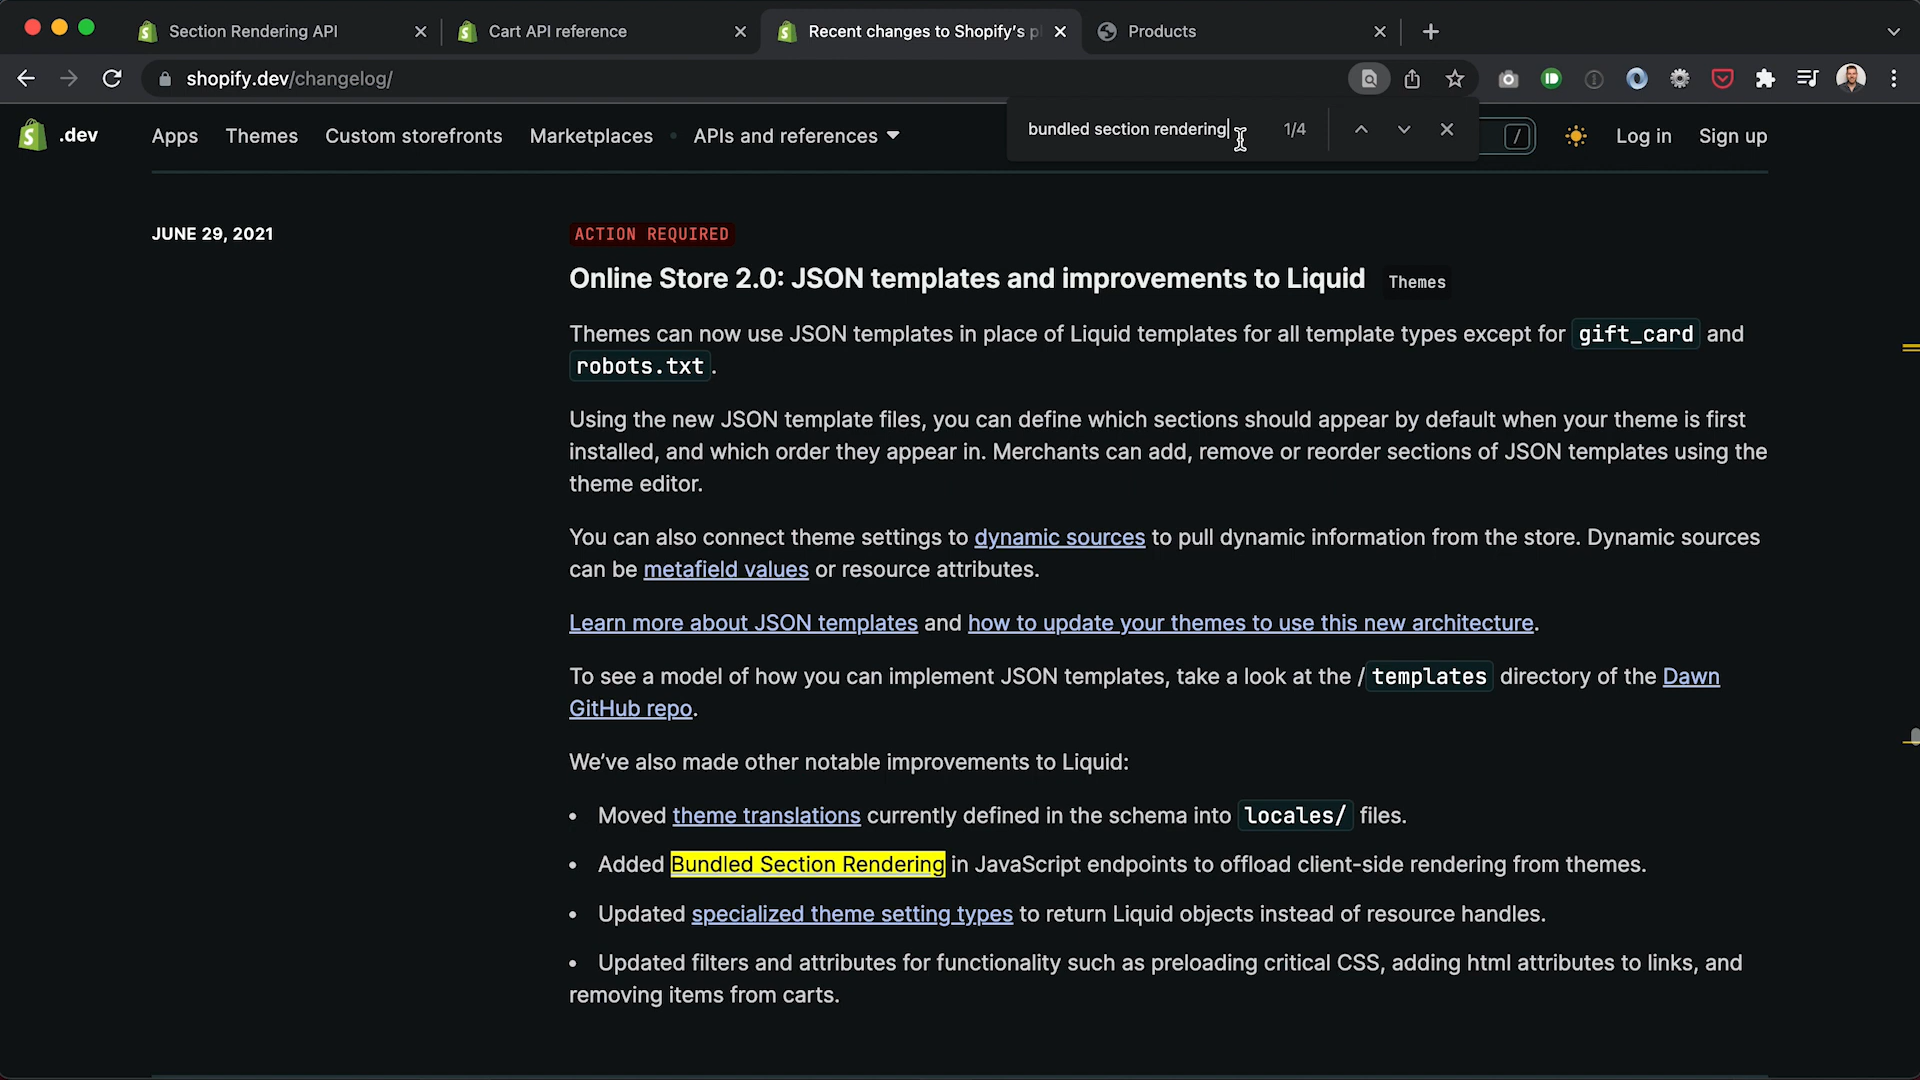 Section Rendering API
Cart API reference
Recent changes to Shopify's p
Products
shopify.dev/changelog/
.dev
Apps
Themes
Custom storefronts
Marketplaces
APIs and references
bundled section rendering
1/4
/
Log in
Sign up
JUNE 29, 2021
ACTION REQUIRED
Online Store 2.0: JSON templates and improvements to Liquid Themes
Themes can now use JSON templates in place of Liquid templates for all template types except for gift_card and
robots.txt.
Using the new JSON template files, you can define which sections should appear by default when your theme is first
installed, and which order they appear in. Merchants can add, remove or reorder sections of JSON templates using the
theme editor.
You can also connect theme settings to dynamic sources to pull dynamic information from the store. Dynamic sources
can be metafield values or resource attributes.
Learn more about JSON templates and how to update your themes to use this new architecture.
To see a model of how you can implement JSON templates, take a look at the /templates directory of the Dawn
GitHub repo.
We've also made other notable improvements to Liquid:
• Moved theme translations currently defined in the schema into locales/ files.
• Added Bundled Section Rendering in JavaScript endpoints to offload client-side rendering from themes.
• Updated specialized theme setting types to return Liquid objects instead of resource handles.
• Updated filters and attributes for functionality such as preloading critical CSS, adding html attributes to links, and
removing items from carts.